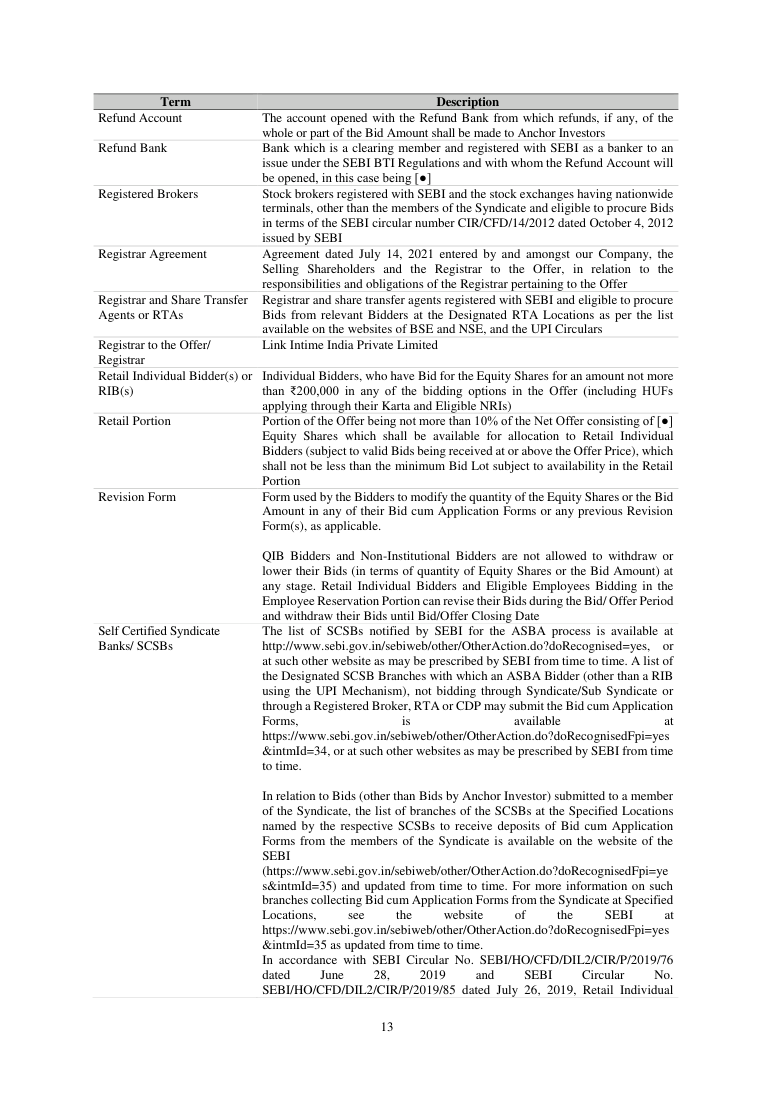 Term Description
Refund Account The account opened with the Refund Bank from which refunds, if any, of the
whole or part of the Bid Amount shall be made to Anchor Investors
Refund Bank Bank which is a clearing member and registered with SEBI as a banker to an
issue under the SEBI BTI Regulations and with whom the Refund Account will
be opened, in this case being [●]
Registered Brokers Stock brokers registered with SEBI and the stock exchanges having nationwide
terminals, other than the members of the Syndicate and eligible to procure Bids
in terms of the SEBI circular number CIR/CFD/14/2012 dated October 4, 2012
issued by SEBI
Registrar Agreement Agreement dated July 14, 2021 entered by and amongst our Company, the
Selling Shareholders and the Registrar to the Offer, in relation to the
responsibilities and obligations of the Registrar pertaining to the Offer
Registrar and Share Transfer Registrar and share transfer agents registered with SEBI and eligible to procure
Agents or RTAs Bids from relevant Bidders at the Designated RTA Locations as per the list
available on the websites of BSE and NSE, and the UPI Circulars
Registrar to the Offer/ Link Intime India Private Limited
Registrar
Retail Individual Bidder(s) or Individual Bidders, who have Bid for the Equity Shares for an amount not more
RIB(s) than ₹200,000 in any of the bidding options in the Offer (including HUFs
applying through their Karta and Eligible NRIs)
Retail Portion Portion of the Offer being not more than 10% of the Net Offer consisting of [●]
Equity Shares which shall be available for allocation to Retail Individual
Bidders (subject to valid Bids being received at or above the Offer Price), which
shall not be less than the minimum Bid Lot subject to availability in the Retail
Portion
Revision Form Form used by the Bidders to modify the quantity of the Equity Shares or the Bid
Amount in any of their Bid cum Application Forms or any previous Revision
Form(s), as applicable.
QIB Bidders and Non-Institutional Bidders are not allowed to withdraw or
lower their Bids (in terms of quantity of Equity Shares or the Bid Amount) at
any stage. Retail Individual Bidders and Eligible Employees Bidding in the
Employee Reservation Portion can revise their Bids during the Bid/ Offer Period
and withdraw their Bids until Bid/Offer Closing Date
Self Certified Syndicate The list of SCSBs notified by SEBI for the ASBA process is available at
Banks/ SCSBs http://www.sebi.gov.in/sebiweb/other/OtherAction.do?doRecognised=yes, or
at such other website as may be prescribed by SEBI from time to time. A list of
the Designated SCSB Branches with which an ASBA Bidder (other than a RIB
using the UPI Mechanism), not bidding through Syndicate/Sub Syndicate or
through a Registered Broker, RTA or CDP may submit the Bid cum Application
Forms, is available at
https://www.sebi.gov.in/sebiweb/other/OtherAction.do?doRecognisedFpi=yes
&intmId=34, or at such other websites as may be prescribed by SEBI from time
to time.
In relation to Bids (other than Bids by Anchor Investor) submitted to a member
of the Syndicate, the list of branches of the SCSBs at the Specified Locations
named by the respective SCSBs to receive deposits of Bid cum Application
Forms from the members of the Syndicate is available on the website of the
SEBI
(https://www.sebi.gov.in/sebiweb/other/OtherAction.do?doRecognisedFpi=ye
s&intmId=35) and updated from time to time. For more information on such
branches collecting Bid cum Application Forms from the Syndicate at Specified
Locations, see the website of the SEBI at
https://www.sebi.gov.in/sebiweb/other/OtherAction.do?doRecognisedFpi=yes
&intmId=35 as updated from time to time.
In accordance with SEBI Circular No. SEBI/HO/CFD/DIL2/CIR/P/2019/76
dated June 28, 2019 and SEBI Circular No.
SEBI/HO/CFD/DIL2/CIR/P/2019/85 dated July 26, 2019, Retail Individual
13